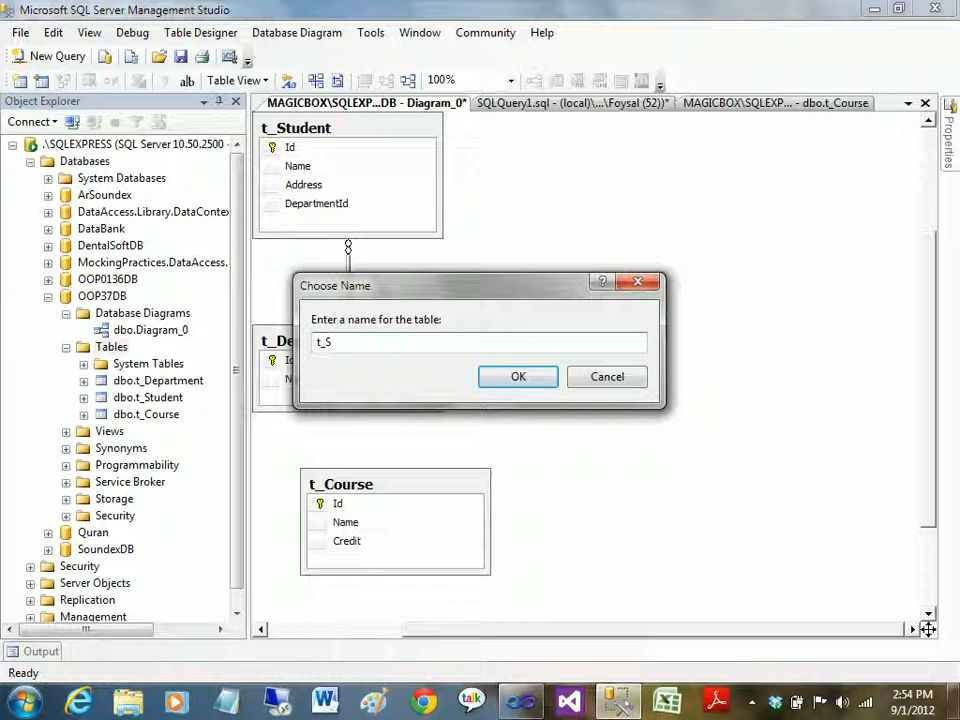 Microsoft SQL Server Management Studio
File Edit View Debug Table Designer Database Diagram Tools Window Community Help
New Query
Table View 100%
Object Explorer
MAGICBOX\SQLEXP...DB - Diagram_0* SQLQuery1.sql - (local)\...\Foysal (52))* MAGICBOX\SQLEXP... - dbo.t_Course
Connect
Properties
.\SQLEXPRESS (SQL Server 10.50.2500 -
Databases
System Databases
ArSoundex
DataAccess.Library.DataContext
DataBank
DentalSoftDB
MockingPractices.DataAccess.
OOP0136DB
OOP37DB
Database Diagrams
dbo.Diagram_0
Tables
System Tables
dbo.t_Department
dbo.t_Student
dbo.t_Course
Views
Synonyms
Programmability
Service Broker
Storage
Security
Quran
SoundexDB
Security
Server Objects
Replication
Management
t_Student
Id
Name
Address
DepartmentId
t_De
Choose Name
?
Enter a name for the table:
t_S
OK Cancel
t_Course
Id
Name
Credit
Output
Ready
talk
2:54 PM
9/1/2012